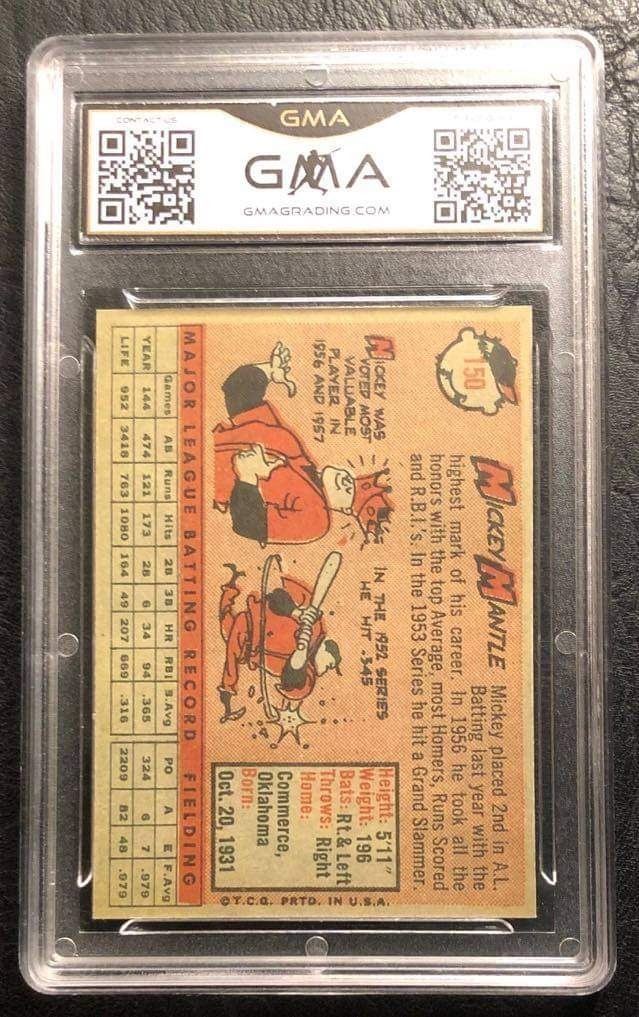 CONTACT US
GMA
GMA
GMAGRADING.COM
150
MICKEY MANTLE
Mickey placed 2nd in A.L.
Batting last year with the
highest mark of his career. In 1956 he took all the
honors with the top Average, most Homers, Runs Scored
and R.B.I.'s. In the 1953 Series he hit a Grand Slammer.
MICKEY WAS
VOTED MOST
VALUABLE
PLAYER IN
1956 AND 1957
IN THE 1952 SERIES
HE HIT .345
Height: 5'11"
Weight: 196
Bats: Rt. & Left
Throws: Right
Home:
Commerce,
Oklahoma
Born:
Oct. 20, 1931
MAJOR LEAGUE BATTING RECORD FIELDING
Games AB Runs Hits 2B 3B HR RBI B.Avg PO A E F.Avg
YEAR 144 474 121 173 28 6 34 94 .365 324 6 7 .979
LIFE 952 3418 763 1080 164 49 207 669 .316 2209 82 48 .979
©T.C.G. PRTD. IN U.S.A.